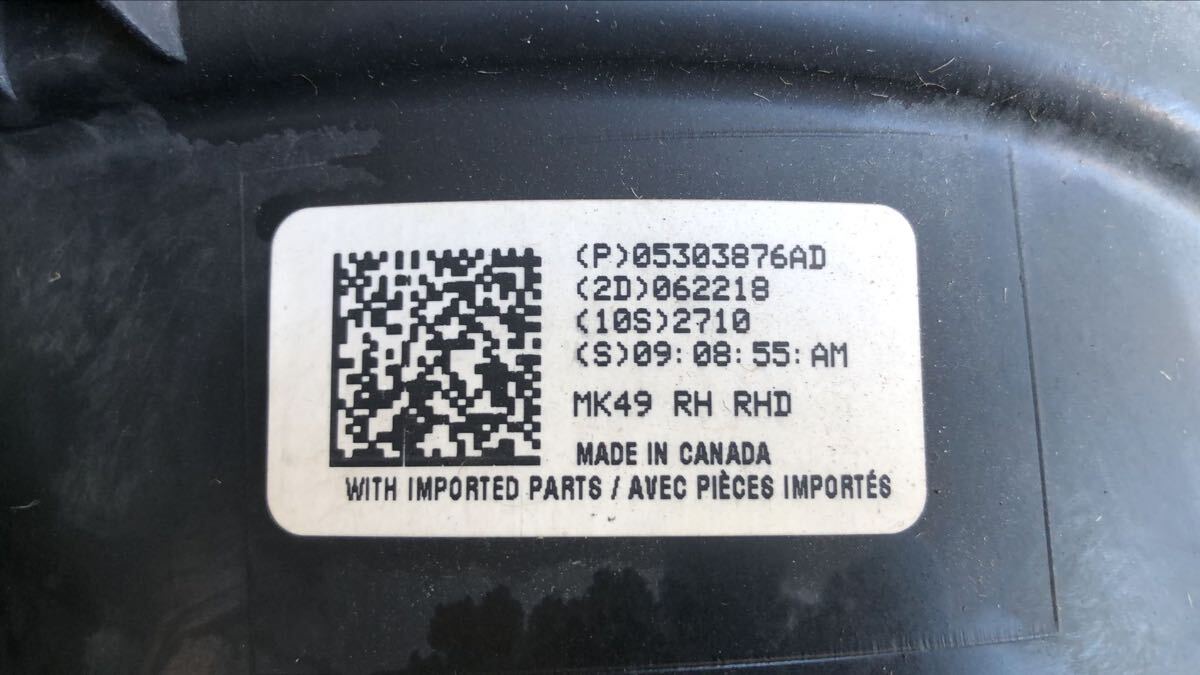 (P)05303876AD
(2D)062218
(10S)2710
(S)09:08:55:AM
MK49 RH RHD
MADE IN CANADA
WITH IMPORTED PARTS / AVEC PIÈCES IMPORTÉS